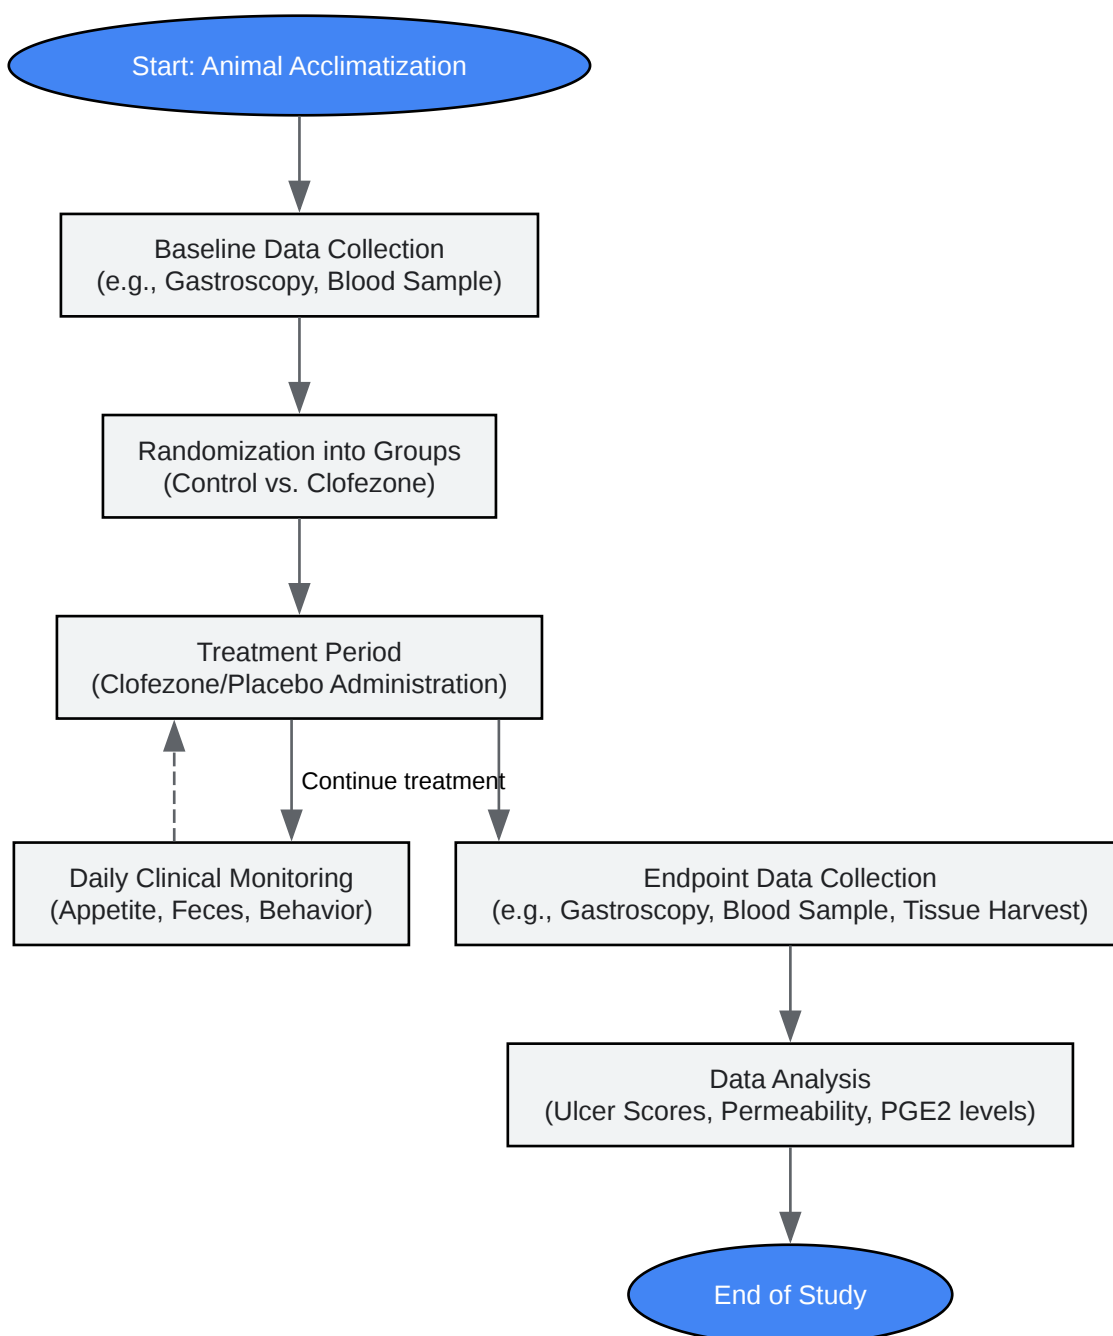 Start: Animal Acclimatization
Baseline Data Collection
(e.g., Gastroscopy, Blood Sample)
Randomization into Groups
(Control vs. Clofezone)
Treatment Period
(Clofezone/Placebo Administration)
Continue treatment
Daily Clinical Monitoring
(Appetite, Feces, Behavior)
Endpoint Data Collection
(e.g., Gastroscopy, Blood Sample, Tissue Harvest)
Data Analysis
(Ulcer Scores, Permeability, PGE2 levels)
End of Study